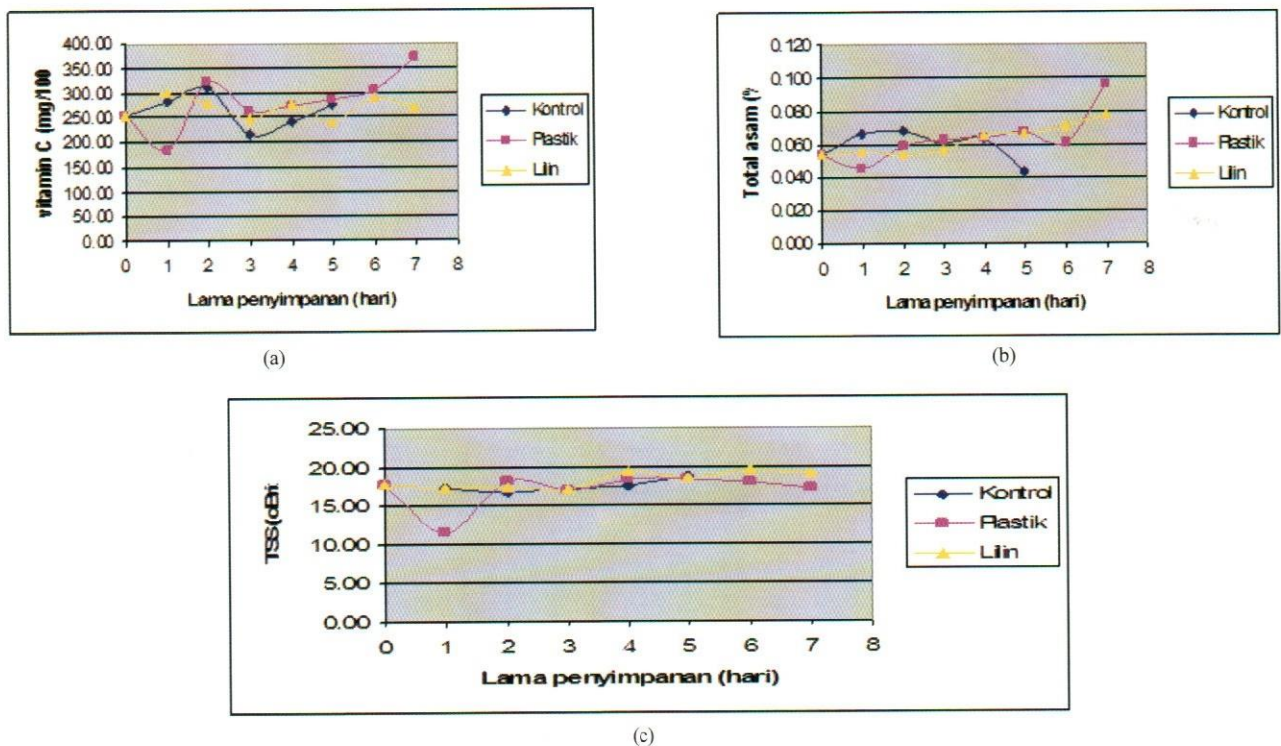 vitamin C (mg/100
400.00
350.00
300.00
250.00
200.00
150.00
100.00
50.00
0.00
0 1 2 3 4 5 6 7 8
Lama penyimpanan (hari)
Kontrol
Plastik
Lilin
(a)
Total asam (%
0.120
0.100
0.080
0.060
0.040
0.020
0.000
0 1 2 3 4 5 6 7 8
Lama penyimpanan (hari)
Kontrol
Plastik
Lilin
(b)
TSS (oBri
25.00
20.00
15.00
10.00
5.00
0.00
0 1 2 3 4 5 6 7 8
Lama penyimpanan (hari)
Kontrol
Plastik
Lilin
(c)